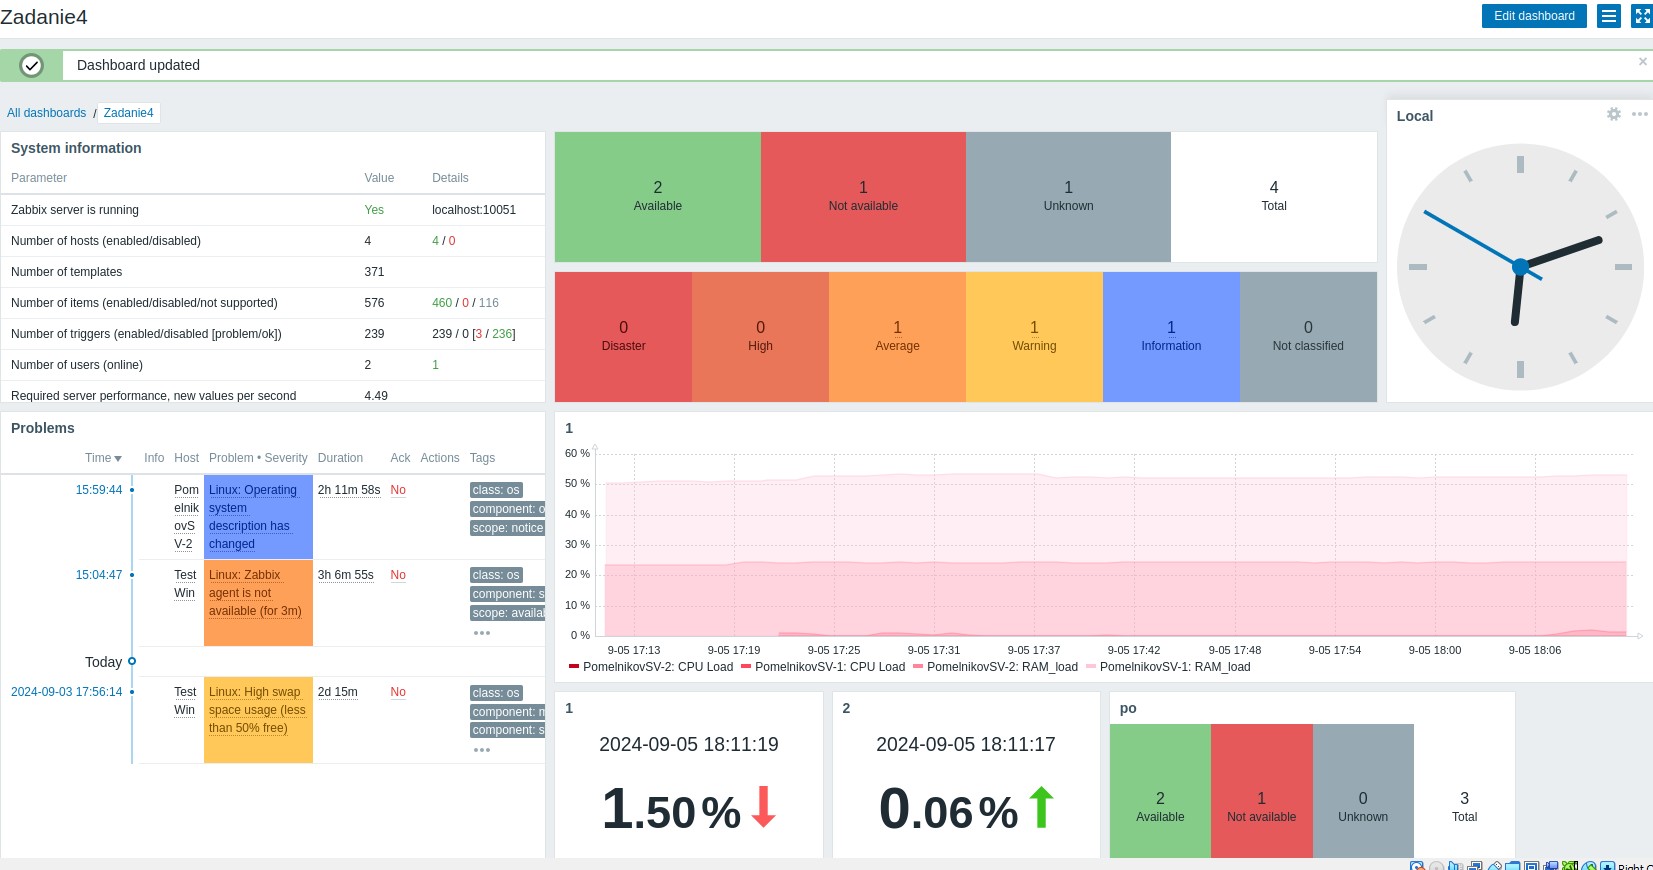 Zadanie4
Edit dashboard
Dashboard updated
All dashboards / Zadanie4
System information
Parameter Value Details
Zabbix server is running Yes localhost:10051
Number of hosts (enabled/disabled) 4 4 / 0
Number of templates 371
Number of items (enabled/disabled/not supported) 576 460 / 0 / 116
Number of triggers (enabled/disabled [problem/ok]) 239 239 / 0 [3 / 236]
Number of users (online) 2 1
Required server performance, new values per second 4.49
2 1 1 4
Available Not available Unknown Total
0 0 1 1 1 0
Disaster High Average Warning Information Not classified
Local
Problems
Time Info Host Problem • Severity Duration Ack Actions Tags
15:59:44 Pom Linux: Operating 2h 11m 58s No class: os
elnik system component: o
ovS description has scope: notice
V-2 changed
15:04:47 Test Linux: Zabbix 3h 6m 55s No class: os
Win agent is not component: s
available (for 3m) scope: availal
Today
2024-09-03 17:56:14 Test Linux: High swap 2d 15m No class: os
Win space usage (less component: m
than 50% free) component: s
1
60 %
50 %
40 %
30 %
20 %
10 %
0 %
9-05 17:13 9-05 17:19 9-05 17:25 9-05 17:31 9-05 17:37 9-05 17:42 9-05 17:48 9-05 17:54 9-05 18:00 9-05 18:06
PomelnikovSV-2: CPU Load PomelnikovSV-1: CPU Load PomelnikovSV-2: RAM_load PomelnikovSV-1: RAM_load
1
2024-09-05 18:11:19
1.50 %
2
2024-09-05 18:11:17
0.06 %
po
2 1 0 3
Available Not available Unknown Total